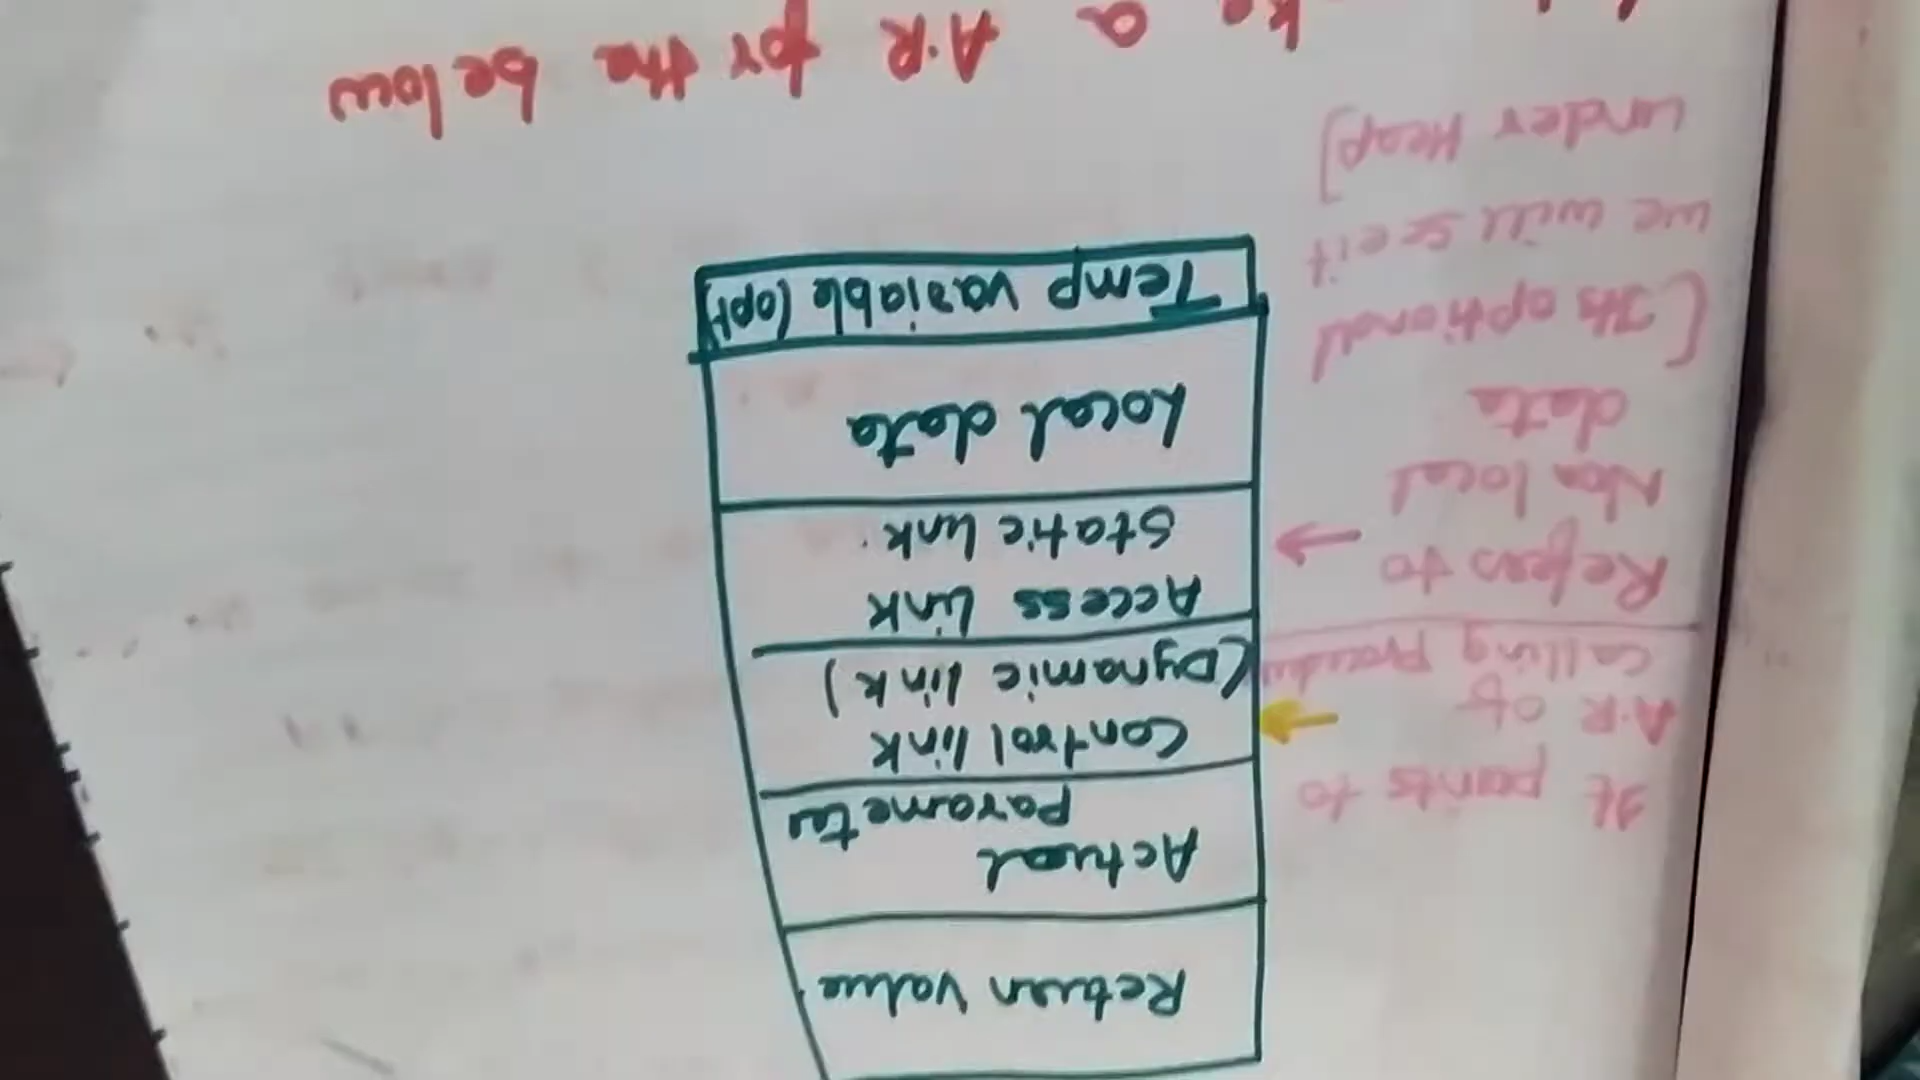 Return value
Actual
Parameter
Control link
(Dynamic link)
Access link
Static link
Local data
Temp variable (opt)
It points to
A.R of
calling Procedure
Refers to
Non local
data
(Its optional
we will see it
under Heap]
a A.R for the below